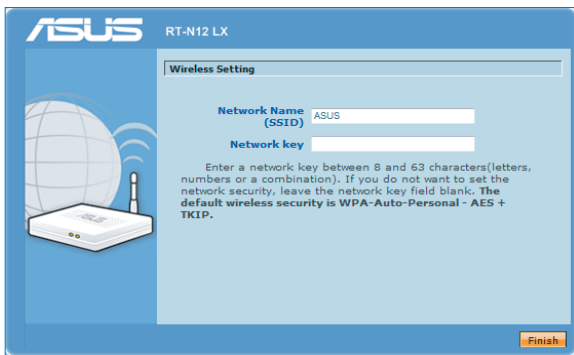 ASUS RT-N12 LX
Wireless Setting
Network Name
(SSID) ASUS
Network key
Enter a network key between 8 and 63 characters(letters,
numbers or a combination). If you do not want to set the
network security, leave the network key field blank. The
default wireless security is WPA-Auto-Personal - AES +
TKIP.
ASUS
Finish